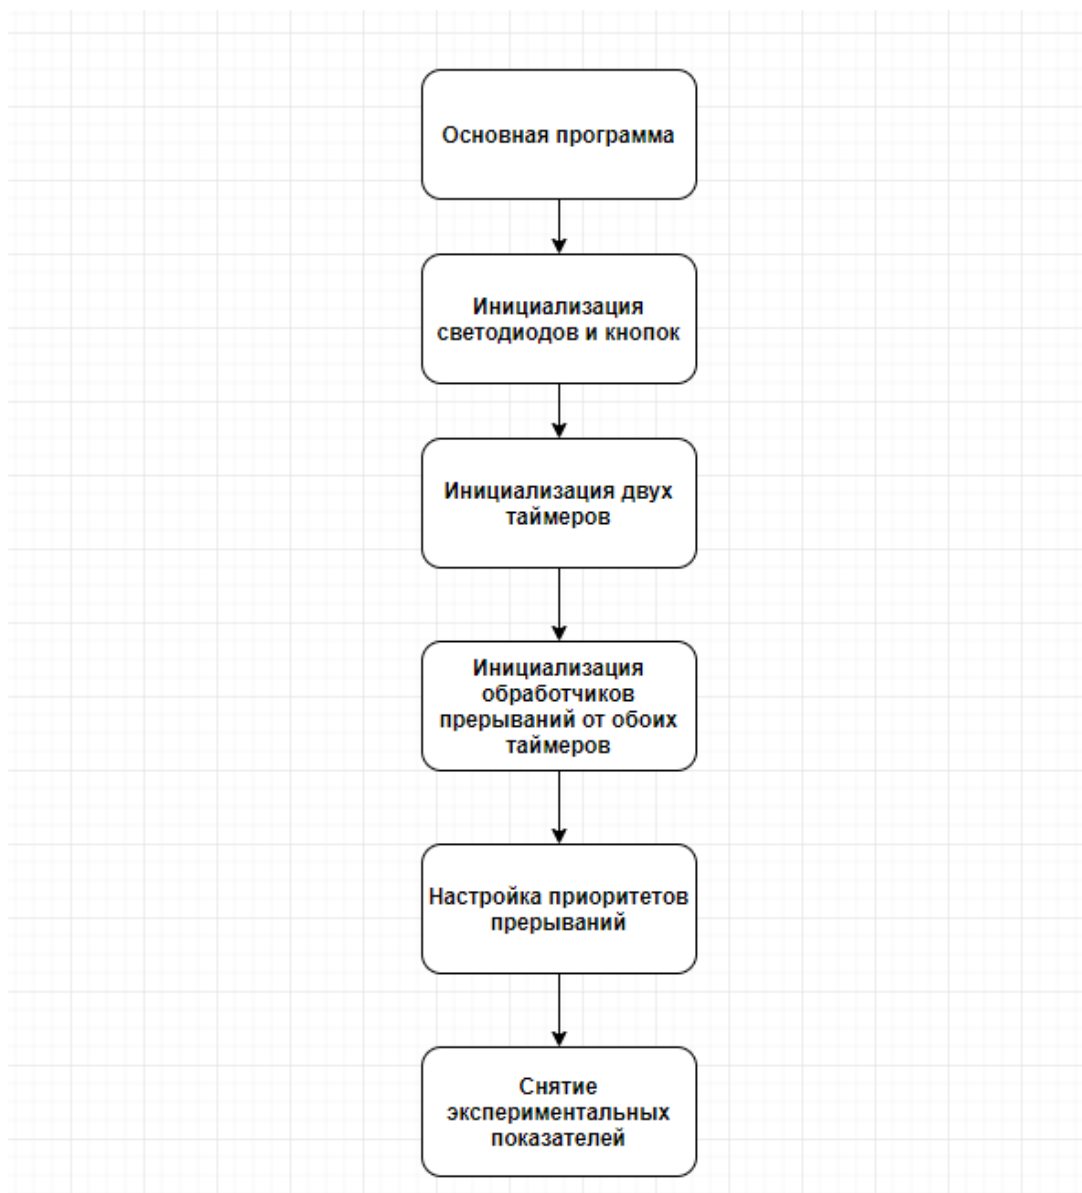 Основная программа
Инициализация
светодиодов и кнопок
Инициализация двух
таймеров
Инициализация
обработчиков
прерываний от обоих
таймеров
Настройка приоритетов
прерываний
Снятие
экспериментальных
показателей